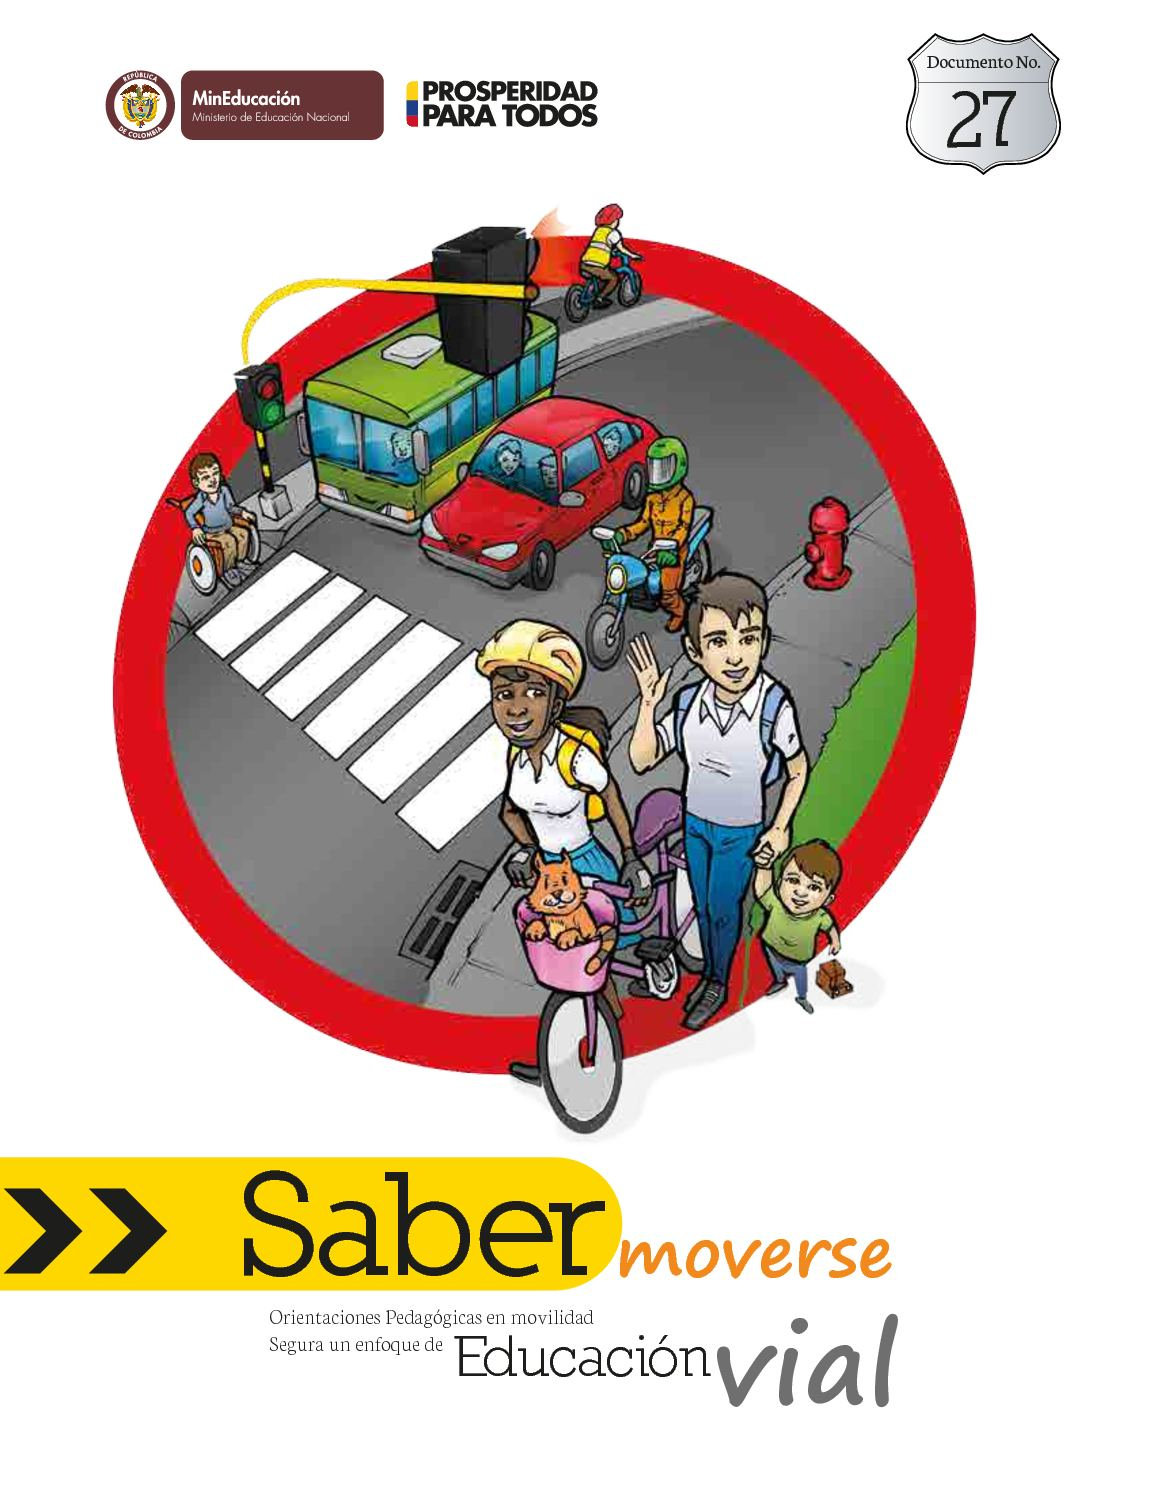 REPÚBLICA
DE COLOMBIA
MinEducación
Ministerio de Educación Nacional
PROSPERIDAD
PARA TODOS
Documento No.
27
Saber
moverse
Orientaciones Pedagógicas en movilidad
Segura un enfoque de
Educación vial